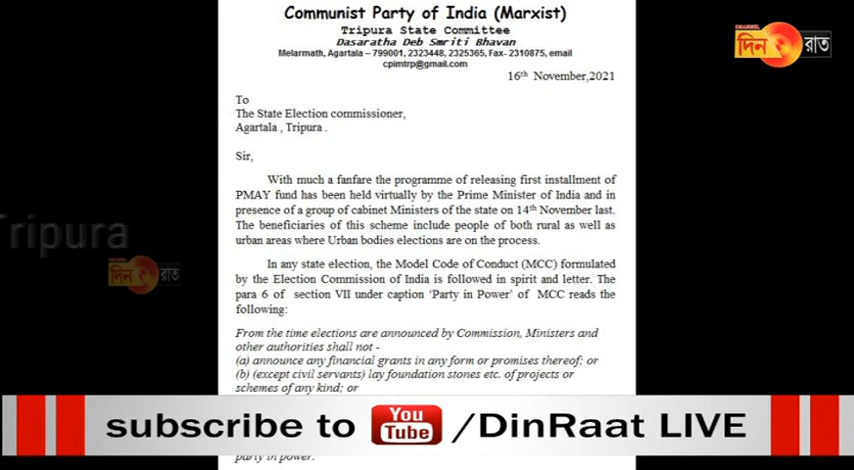 Communist Party of India (Marxist)
Tripura State Committee
Dasaratha Deb Smriti Bhavan
Melarmath, Agartala – 799001, 2323448, 2325365, Fax- 2310875, email
cpimtrp@gmail.com
16th November,2021
CHANNEL
দিন রাত
To
The State Election commissioner,
Agartala , Tripura .
Sir,
With much a fanfare the programme of releasing first installment of
PMAY fund has been held virtually by the Prime Minister of India and in
presence of a group of cabinet Ministers of the state on 14th November last.
The beneficiaries of this scheme include people of both rural as well as
urban areas where Urban bodies elections are on the process.
Tripura
দিন রাত
In any state election, the Model Code of Conduct (MCC) formulated
by the Election Commission of India is followed in spirit and letter. The
para 6 of section VII under caption ‘Party in Power’ of MCC reads the
following:
From the time elections are announced by Commission, Ministers and
other authorities shall not -
(a) announce any financial grants in any form or promises thereof; or
(b) (except civil servants) lay foundation stones etc. of projects or
schemes of any kind; or
subscribe to You Tube /DinRaat LIVE
party in power.